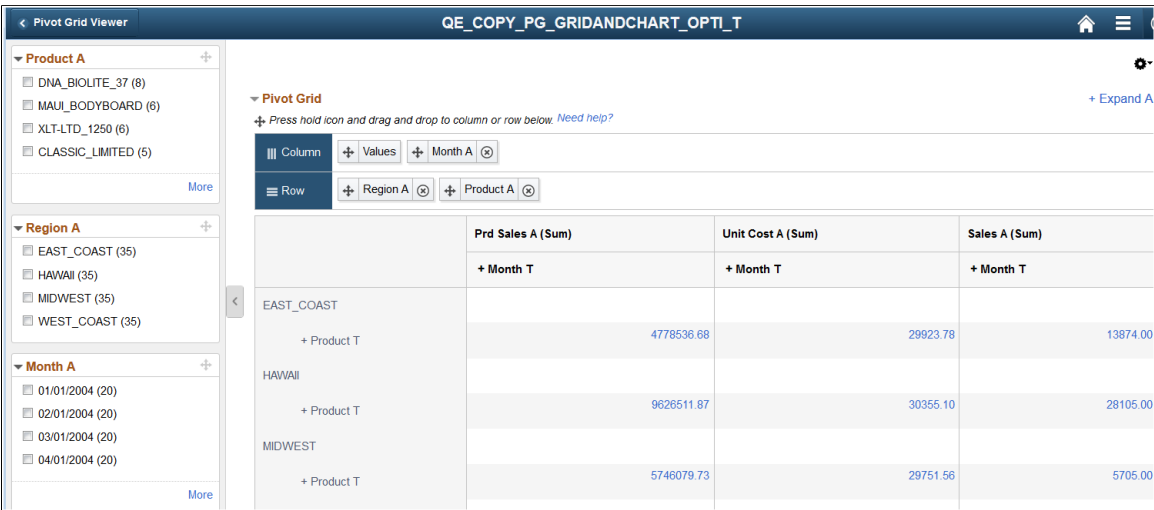 Pivot Grid Viewer
QE_COPY_PG_GRIDANDCHART_OPTI_T
Product A
DNA_BIOLITE_37 (8)
MAUI_BODYBOARD (6)
XLT-LTD_1250 (6)
CLASSIC_LIMITED (5)
More
Region A
EAST_COAST (35)
HAWAII (35)
MIDWEST (35)
WEST_COAST (35)
Month A
01/01/2004 (20)
02/01/2004 (20)
03/01/2004 (20)
04/01/2004 (20)
More
Pivot Grid
+ Expand A
Press hold icon and drag and drop to column or row below. Need help?
Column Values Month A
Row Region A Product A
Prd Sales A (Sum) Unit Cost A (Sum) Sales A (Sum)
+ Month T + Month T + Month T
EAST_COAST
+ Product T 4778536.68 29923.78 13874.00
HAWAII
+ Product T 9626511.87 30355.10 28105.00
MIDWEST
+ Product T 5746079.73 29751.56 5705.00